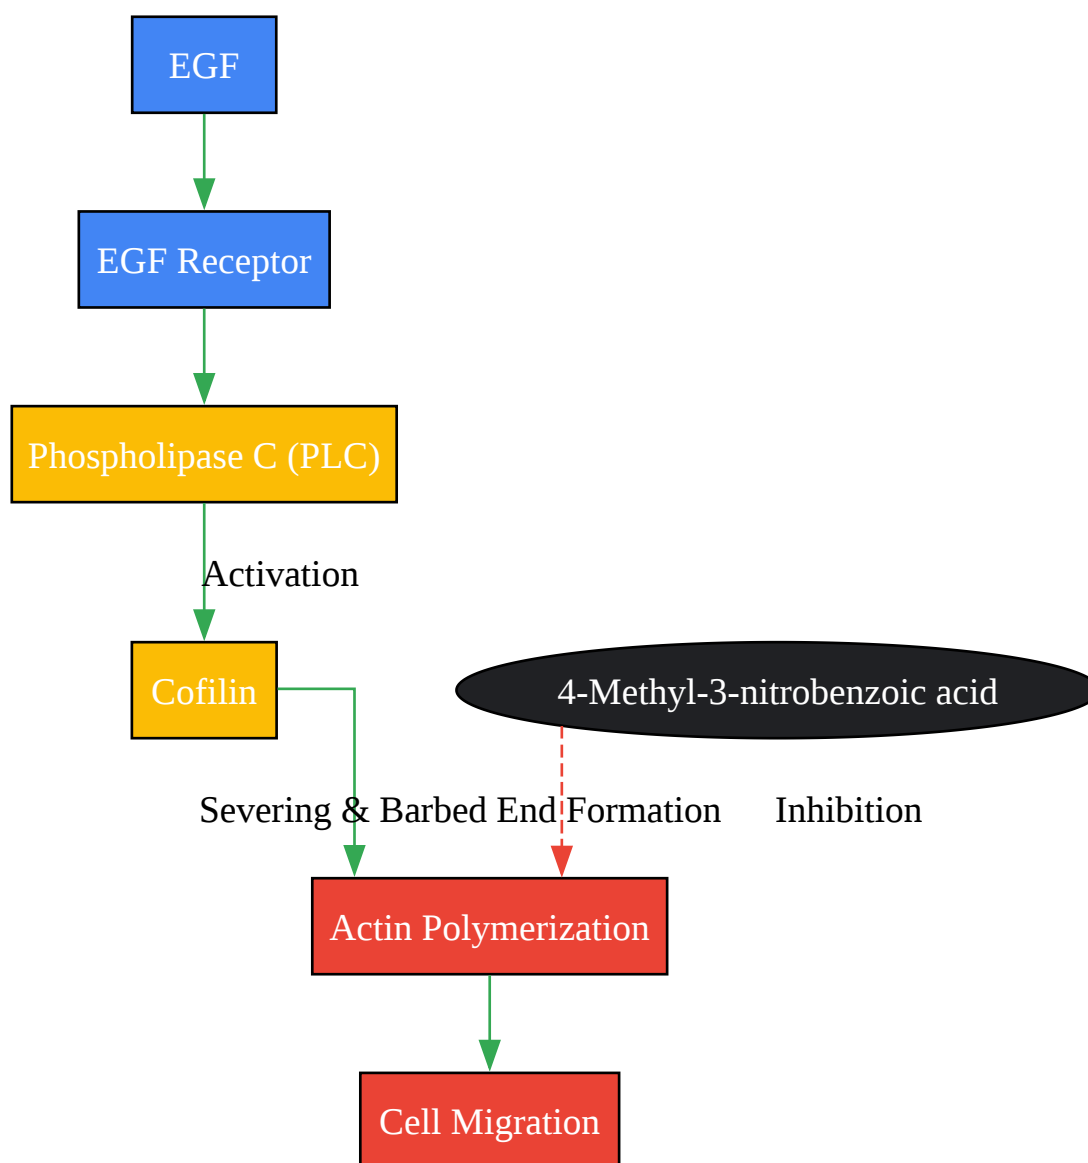 EGF
EGF Receptor
Phospholipase C (PLC)
Activation
Cofilin
4-Methyl-3-nitrobenzoic acid
Severing & Barbed End Formation
Inhibition
Actin Polymerization
Cell Migration